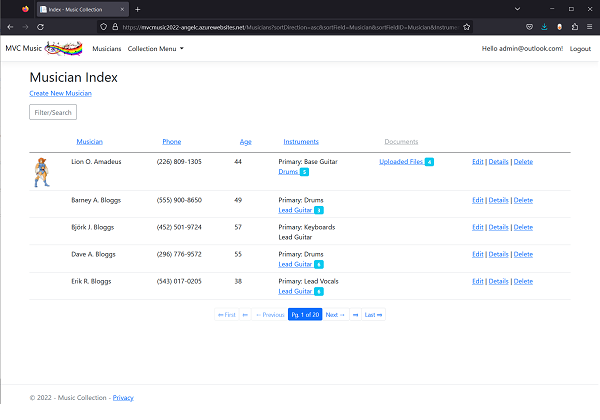 Index - Music Collection
https://mvcmusic2022-angelc.azurewebsites.net/Musicians?sortDirection=asc&sortField=Musician&sortFieldID=Musician&Instrume
MVC Music Musicians Collection Menu Hello admin@outlook.com! Logout
Musician Index
Create New Musician
Filter/Search
Musician Phone Age Instruments Documents
Lion O. Amadeus (226) 809-1305 44 Primary: Base Guitar Uploaded Files 4 Edit | Details | Delete
Drums 5
Barney A. Bloggs (555) 900-8650 49 Primary: Drums Edit | Details | Delete
Lead Guitar 3
Björk J. Bloggs (452) 501-9724 57 Primary: Keyboards Edit | Details | Delete
Lead Guitar
Dave A. Bloggs (296) 776-9572 55 Primary: Drums Edit | Details | Delete
Lead Guitar
Erik R. Bloggs (543) 017-0205 38 Primary: Lead Vocals Edit | Details | Delete
Lead Guitar
First Previous Pg. 1 of 20 Next Last
© 2022 - Music Collection - Privacy